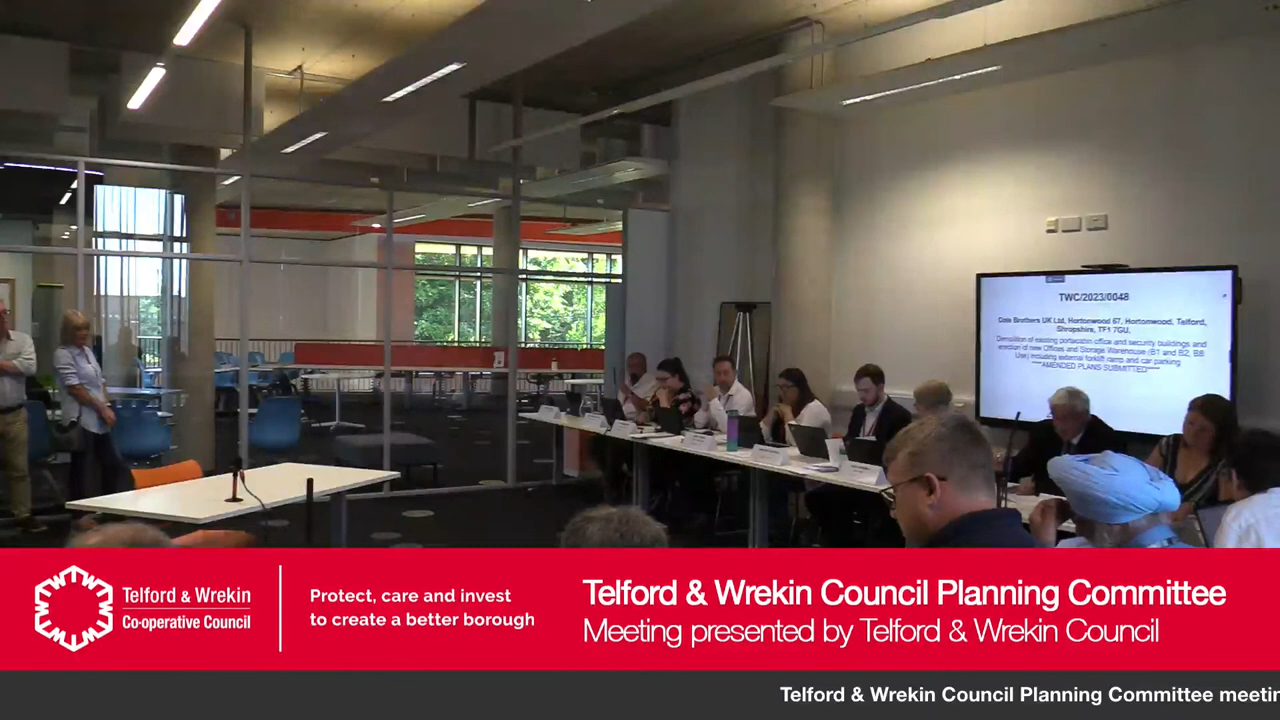 TWC/2023/0048
Cole Brothers UK Ltd, Hortonwood 67, Hortonwood, Telford,
Shropshire, TF1 7GU.
Demolition of existing portacabin office and security buildings and
erection of new Offices and Storage Warehouse (B1 and B2, B8
Use) including external forklift ramp and car parking
****AMENDED PLANS SUBMITTED****
Telford & Wrekin
Co-operative Council
Protect, care and invest
to create a better borough
Telford & Wrekin Council Planning Committee
Meeting presented by Telford & Wrekin Council
Telford & Wrekin Council Planning Committee meetin